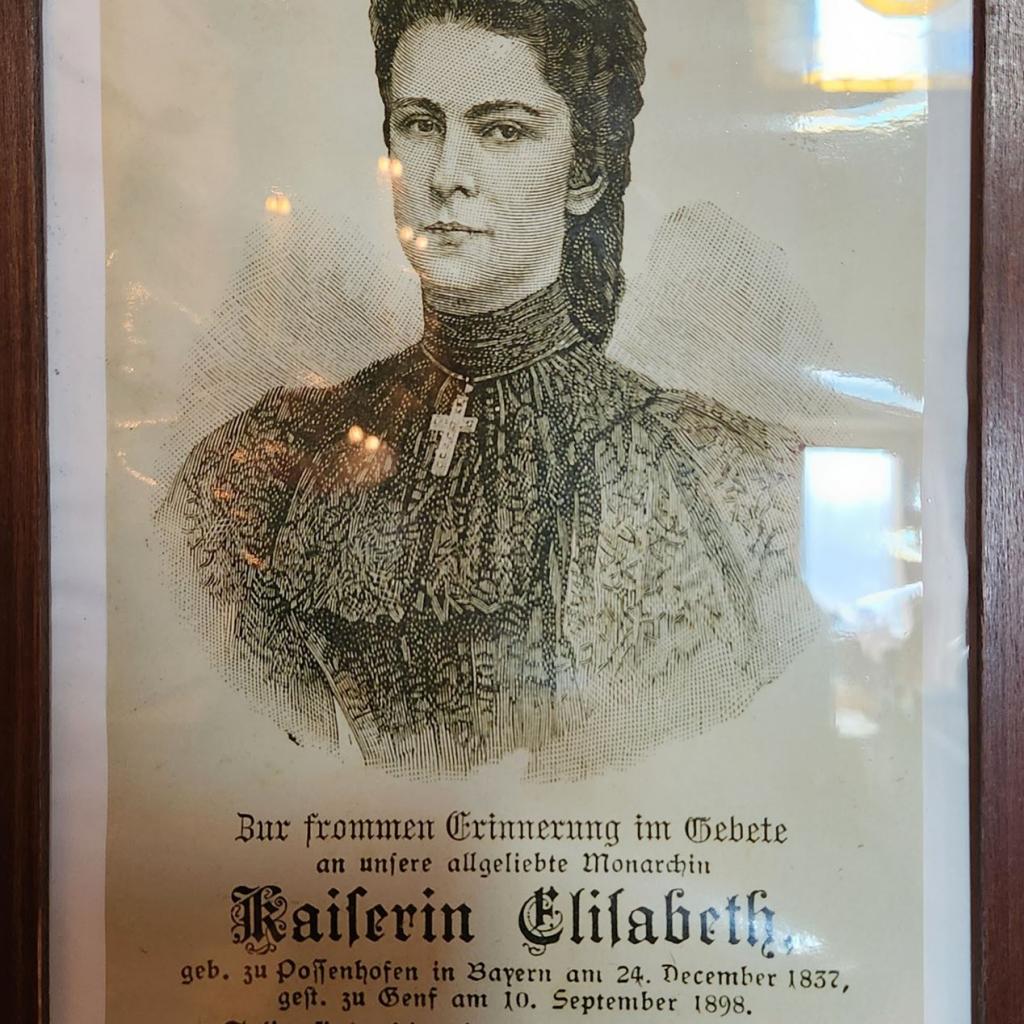 Zur frommen Erinnerung im Gebete
an unſere allgeliebte Monarchin
Kaiſerin Eliſabeth,
geb. zu Poſſenhofen in Bayern am 24. December 1837,
geſt. zu Genf am 10. September 1898.